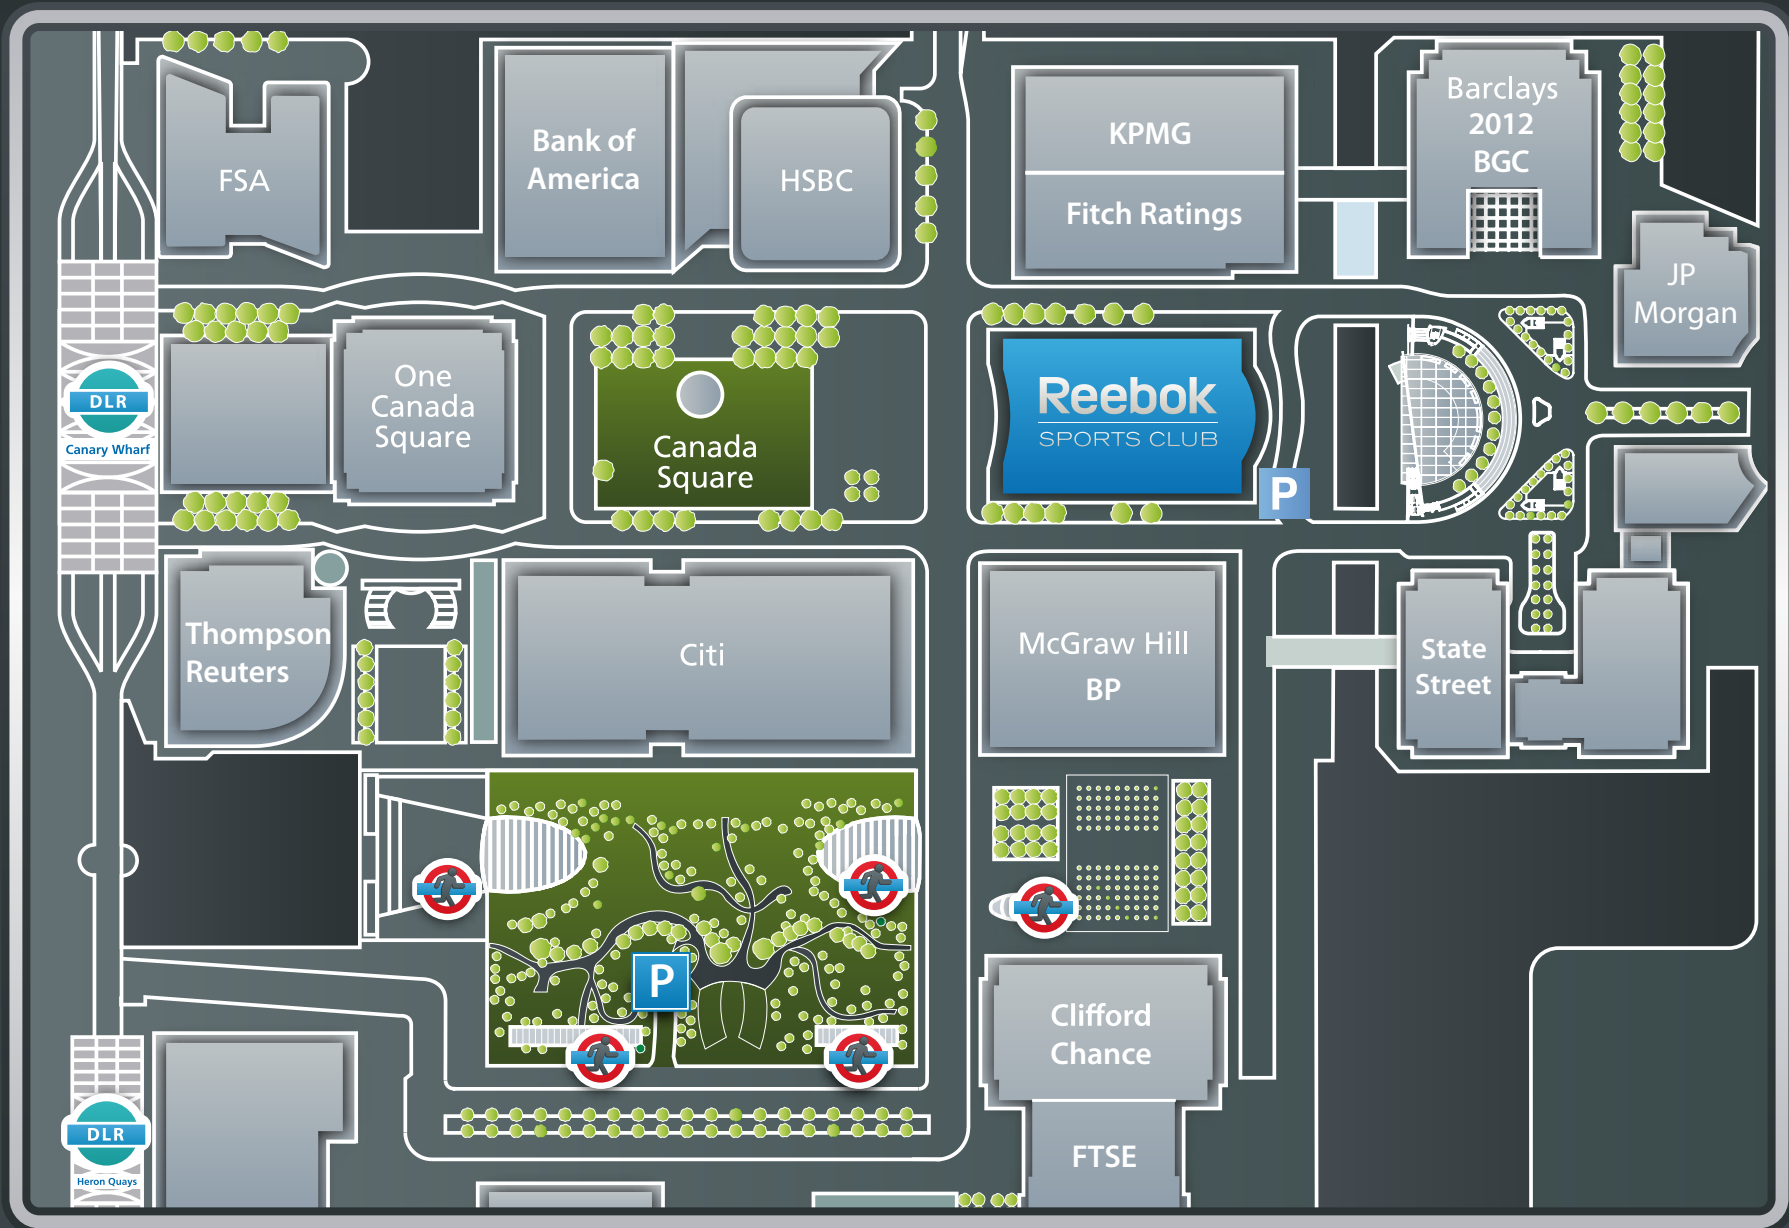 FSA
Bank of
America
HSBC
KPMG
Fitch Ratings
Barclays
2012
BGC
JP
Morgan
DLR
Canary Wharf
One
Canada
Square
Canada
Square
Reebok
SPORTS CLUB
P
Thompson
Reuters
Citi
McGraw Hill
BP
State
Street
P
Clifford
Chance
FTSE
DLR
Heron Quays